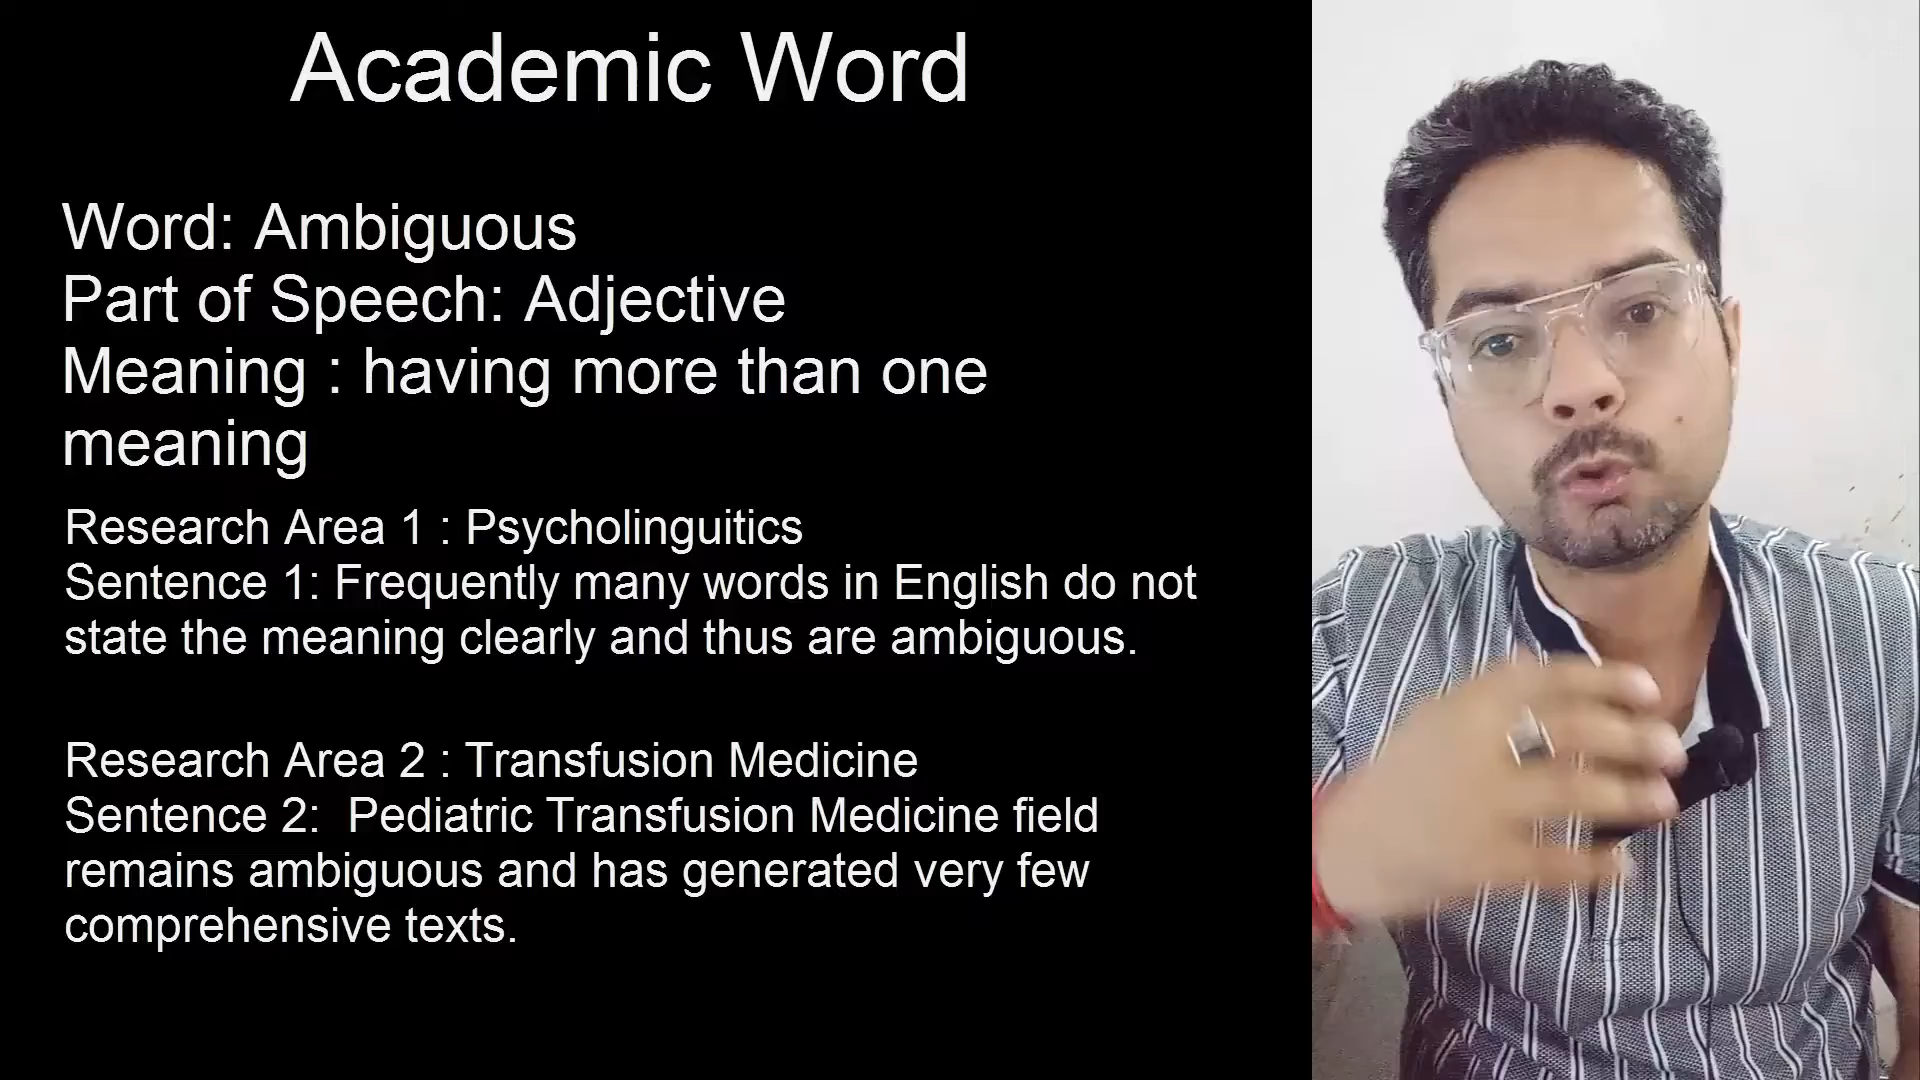 Academic Word
Word: Ambiguous
Part of Speech: Adjective
Meaning : having more than one
meaning
Research Area 1 : Psycholinguitics
Sentence 1: Frequently many words in English do not
state the meaning clearly and thus are ambiguous.
Research Area 2 : Transfusion Medicine
Sentence 2:  Pediatric Transfusion Medicine field
remains ambiguous and has generated very few
comprehensive texts.